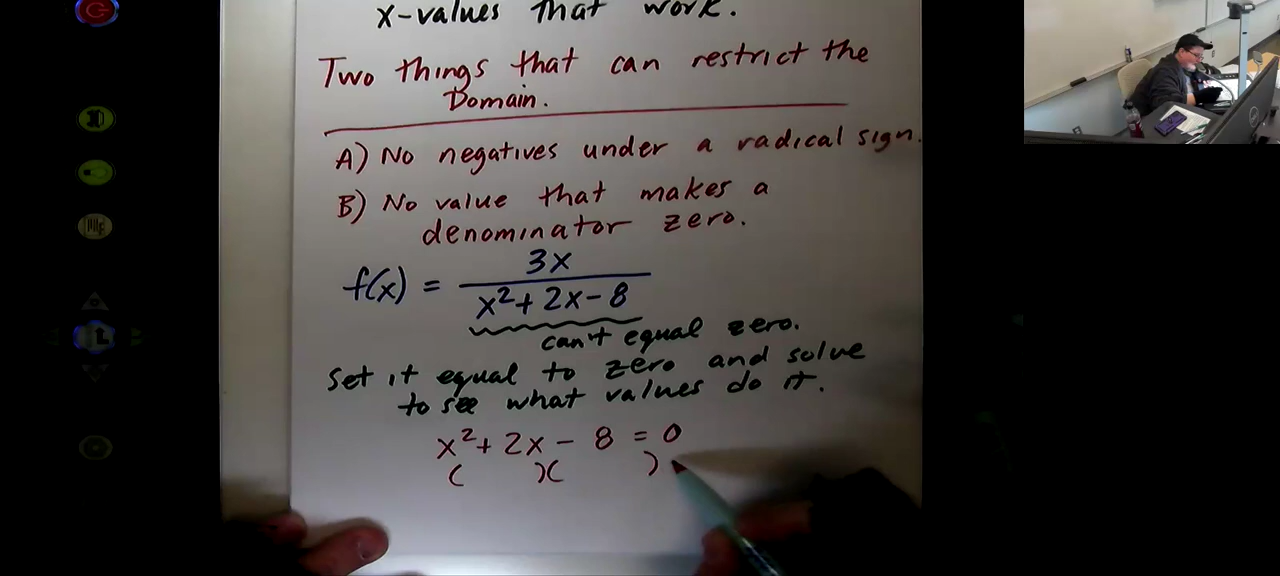 x-values that work.
Two things that can restrict the
Domain.
A) No negatives under a radical sign.
B) No value that makes a
denominator zero.
f(x) = 3x
x²+ 2x-8
can't equal zero.
Set it equal to zero and solve
to see what values do it.
x²+ 2x - 8 = 0
( )( )